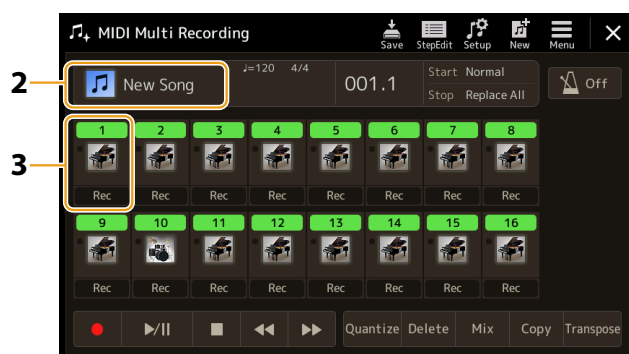 MIDI Multi Recording
Save StepEdit Setup New Menu
2
New Song
♩=120 4/4
001.1
Start Normal
Stop Replace All
Off
3
1 2 3 4 5 6 7 8
Rec Rec Rec Rec Rec Rec Rec Rec
9 10 11 12 13 14 15 16
Rec Rec Rec Rec Rec Rec Rec Rec
Quantize Delete Mix Copy Transpose